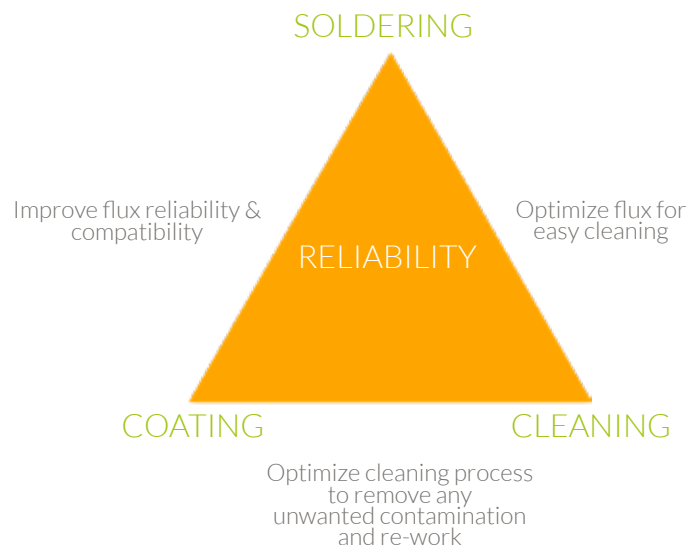 SOLDERING
Improve flux reliability &
compatibility
Optimize flux for
easy cleaning
RELIABILITY
COATING
CLEANING
Optimize cleaning process
to remove any
unwanted contamination
and re-work